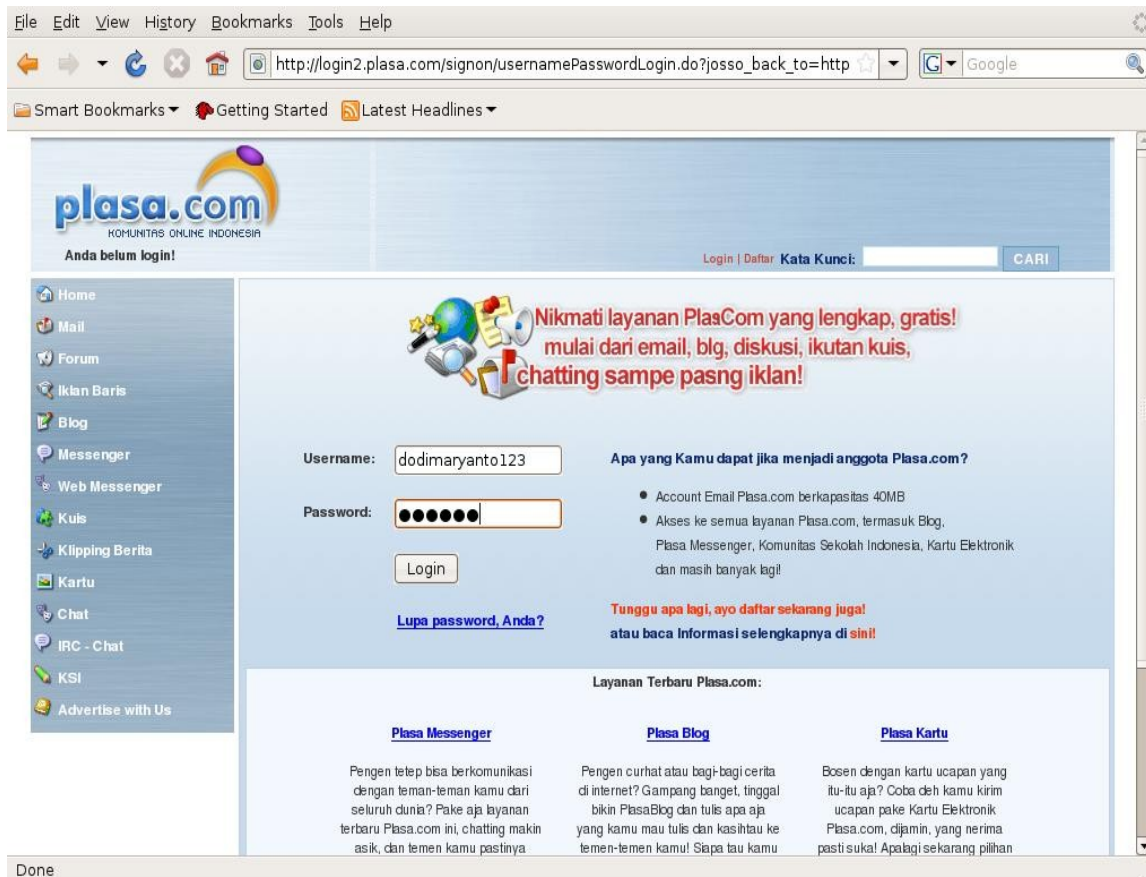 File Edit View History Bookmarks Tools Help
http://login2.plasa.com/signon/usernamePasswordLogin.do?josso_back_to=http
G Google
Smart Bookmarks Getting Started Latest Headlines
plasa.com
KOMUNITAS ONLINE INDONESIA
Anda belum login!
Login | Daftar Kata Kunci: CARI
Home
Mail
Forum
Iklan Baris
Blog
Messenger
Web Messenger
Kuis
Klipping Berita
Kartu
Chat
IRC - Chat
KSI
Advertise with Us
Nikmati layanan PlasCom yang lengkap, gratis!
mulai dari email, blg, diskusi, ikutan kuis,
chatting sampe pasng iklan!
Username: dodimaryanto123
Password: ●●●●●●
Login
Lupa password, Anda?
Apa yang Kamu dapat jika menjadi anggota Plasa.com?
● Account Email Plasa.com berkapasitas 40MB
● Akses ke semua layanan Plasa.com, termasuk Blog,
Plasa Messenger, Komunitas Sekolah Indonesia, Kartu Elektronik
dan masih banyak lagi!
Tunggu apa lagi, ayo daftar sekarang juga!
atau baca Informasi selengkapnya di sini!
Layanan Terbaru Plasa.com:
Plasa Messenger
Pengen tetep bisa berkomunikasi
dengan teman-teman kamu dari
seluruh dunia? Pake aja layanan
terbaru Plasa.com ini, chatting makin
asik, dan temen kamu pastinya
Plasa Blog
Pengen curhat atau bagi-bagi cerita
di internet? Gampang banget, tinggal
bikin PlasaBlog dan tulis apa aja
yang kamu mau tulis dan kasihtau ke
temen-temen kamu! Siapa tau kamu
Plasa Kartu
Bosen dengan kartu ucapan yang
itu-itu aja? Coba deh kamu kirim
ucapan pake Kartu Elektronik
Plasa.com, dijamin, yang nerima
pasti suka! Apalagi sekarang pilihan
Done